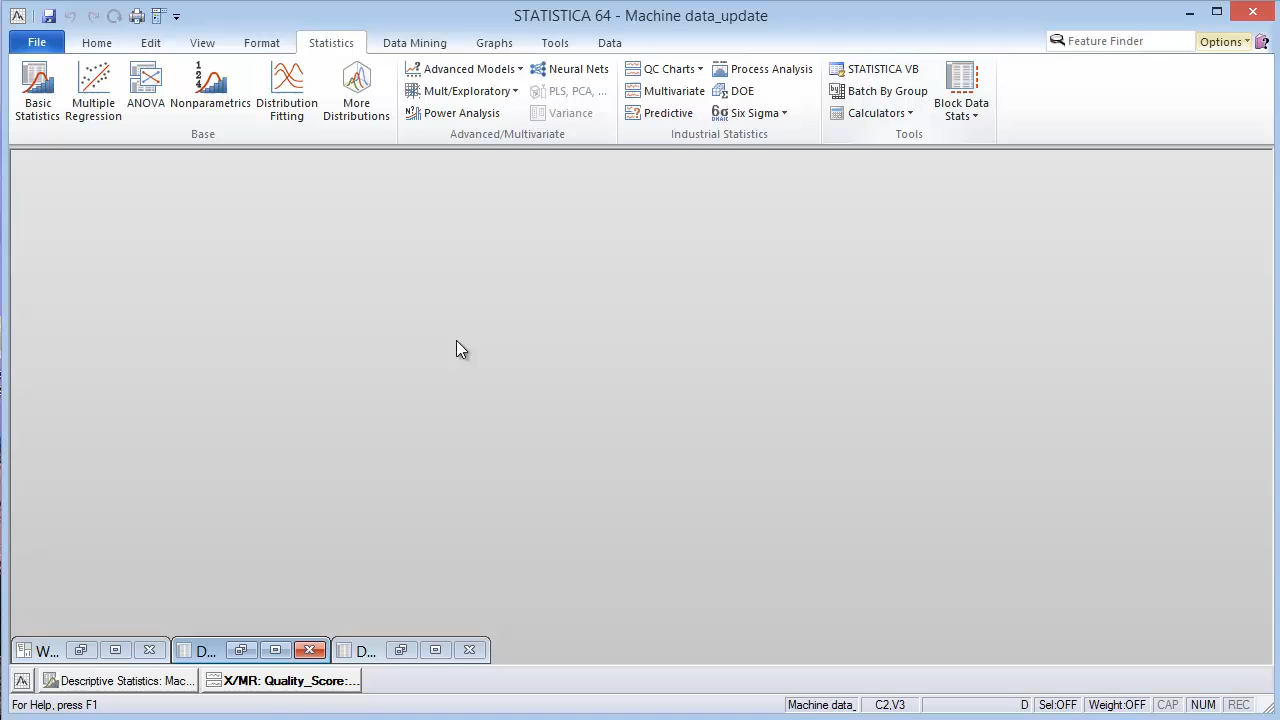 STATISTICA 64 - Machine data_update
File Home Edit View Format Statistics Data Mining Graphs Tools Data Feature Finder Options
Basic Statistics
Multiple Regression
ANOVA
Nonparametrics
Distribution Fitting
More Distributions
Base
Advanced Models Neural Nets
Mult/Exploratory PLS, PCA, ...
Power Analysis Variance
Advanced/Multivariate
QC Charts Process Analysis
Multivariate DOE
Predictive Six Sigma
Industrial Statistics
STATISTICA VB
Batch By Group
Calculators
Block Data Stats
Tools
W... D... D...
Descriptive Statistics: Mac... X/MR: Quality_Score:...
For Help, press F1 Machine data_ C2,V3 D Sel:OFF Weight:OFF CAP NUM REC